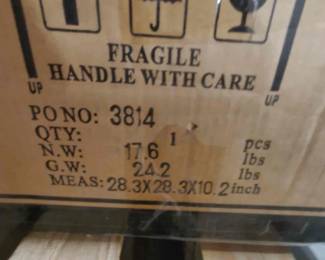 FRAGILE
HANDLE WITH CARE
UP UP
PO NO: 3814
QTY: 1 pcs
N.W: 17.6 lbs
G.W: 24.2 lbs
MEAS: 28.3X28.3X10.2 inch